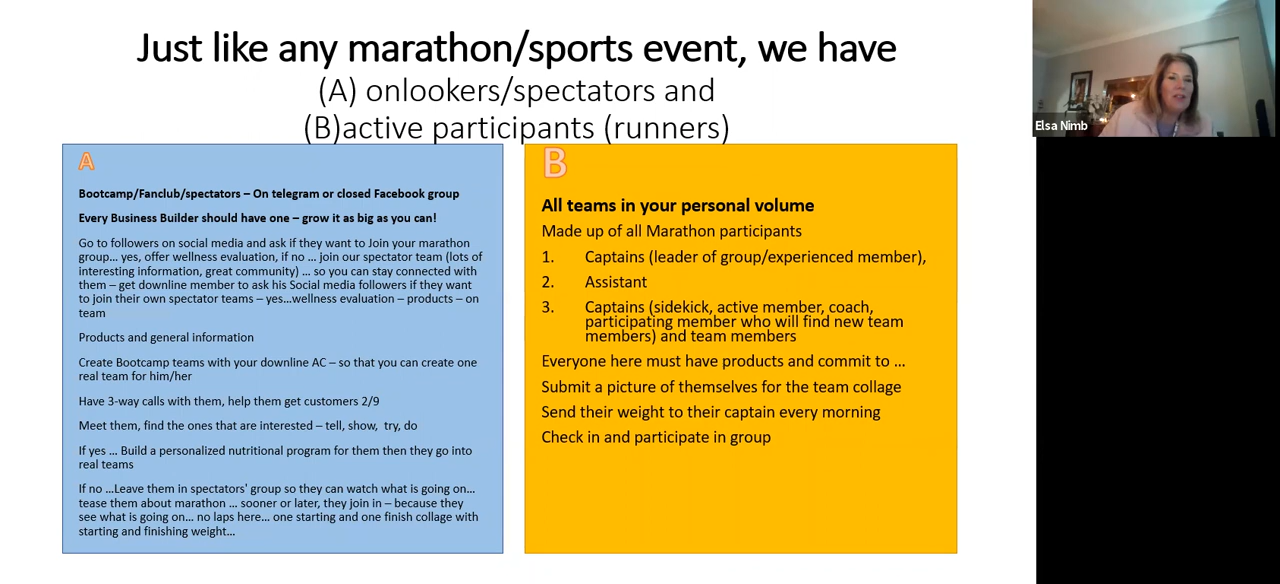 Just like any marathon/sports event, we have
(A) onlookers/spectators and
(B)active participants (runners)
A
Bootcamp/Fanclub/spectators – On telegram or closed Facebook group
Every Business Builder should have one – grow it as big as you can!
Go to followers on social media and ask if they want to Join your marathon
group… yes, offer wellness evaluation, if no … join our spectator team (lots of
interesting information, great community) … so you can stay connected with
them – get downline member to ask his Social media followers if they want
to join their own spectator teams – yes…wellness evaluation – products – on
team
Products and general information
Create Bootcamp teams with your downline AC – so that you can create one
real team for him/her
Have 3-way calls with them, help them get customers 2/9
Meet them, find the ones that are interested – tell, show, try, do
If yes … Build a personalized nutritional program for them then they go into
real teams
If no …Leave them in spectators' group so they can watch what is going on…
tease them about marathon … sooner or later, they join in – because they
see what is going on… no laps here… one starting and one finish collage with
starting and finishing weight…
B
All teams in your personal volume
Made up of all Marathon participants
1. Captains (leader of group/experienced member),
2. Assistant
3. Captains (sidekick, active member, coach,
participating member who will find new team
members) and team members
Everyone here must have products and commit to …
Submit a picture of themselves for the team collage
Send their weight to their captain every morning
Check in and participate in group
Elsa Nimb